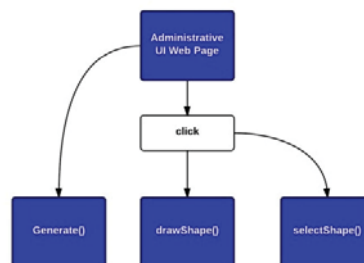 Administrative
UI Web Page
click
Generate()
drawShape()
selectShape()